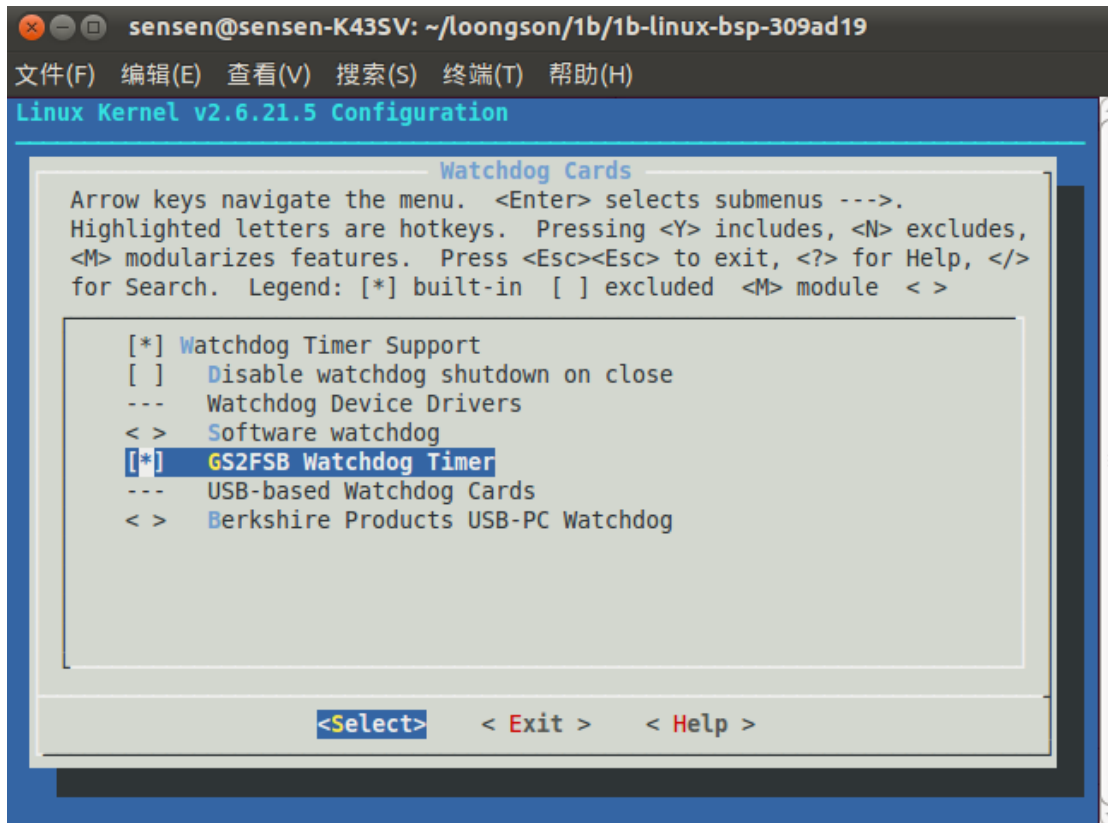 sensen@sensen-K43SV: ~/loongson/1b/1b-linux-bsp-309ad19
文件(F) 编辑(E) 查看(V) 搜索(S) 终端(T) 帮助(H)
Linux Kernel v2.6.21.5 Configuration
Watchdog Cards
Arrow keys navigate the menu.  <Enter> selects submenus --->.
Highlighted letters are hotkeys.  Pressing <Y> includes, <N> excludes,
<M> modularizes features.  Press <Esc><Esc> to exit, <?> for Help, </>
for Search.  Legend: [*] built-in  [ ] excluded  <M> module  < >
[*] Watchdog Timer Support
[ ]   Disable watchdog shutdown on close
---   Watchdog Device Drivers
< >   Software watchdog
[*]   GS2FSB Watchdog Timer
---   USB-based Watchdog Cards
< >   Berkshire Products USB-PC Watchdog
<Select>    < Exit >    < Help >